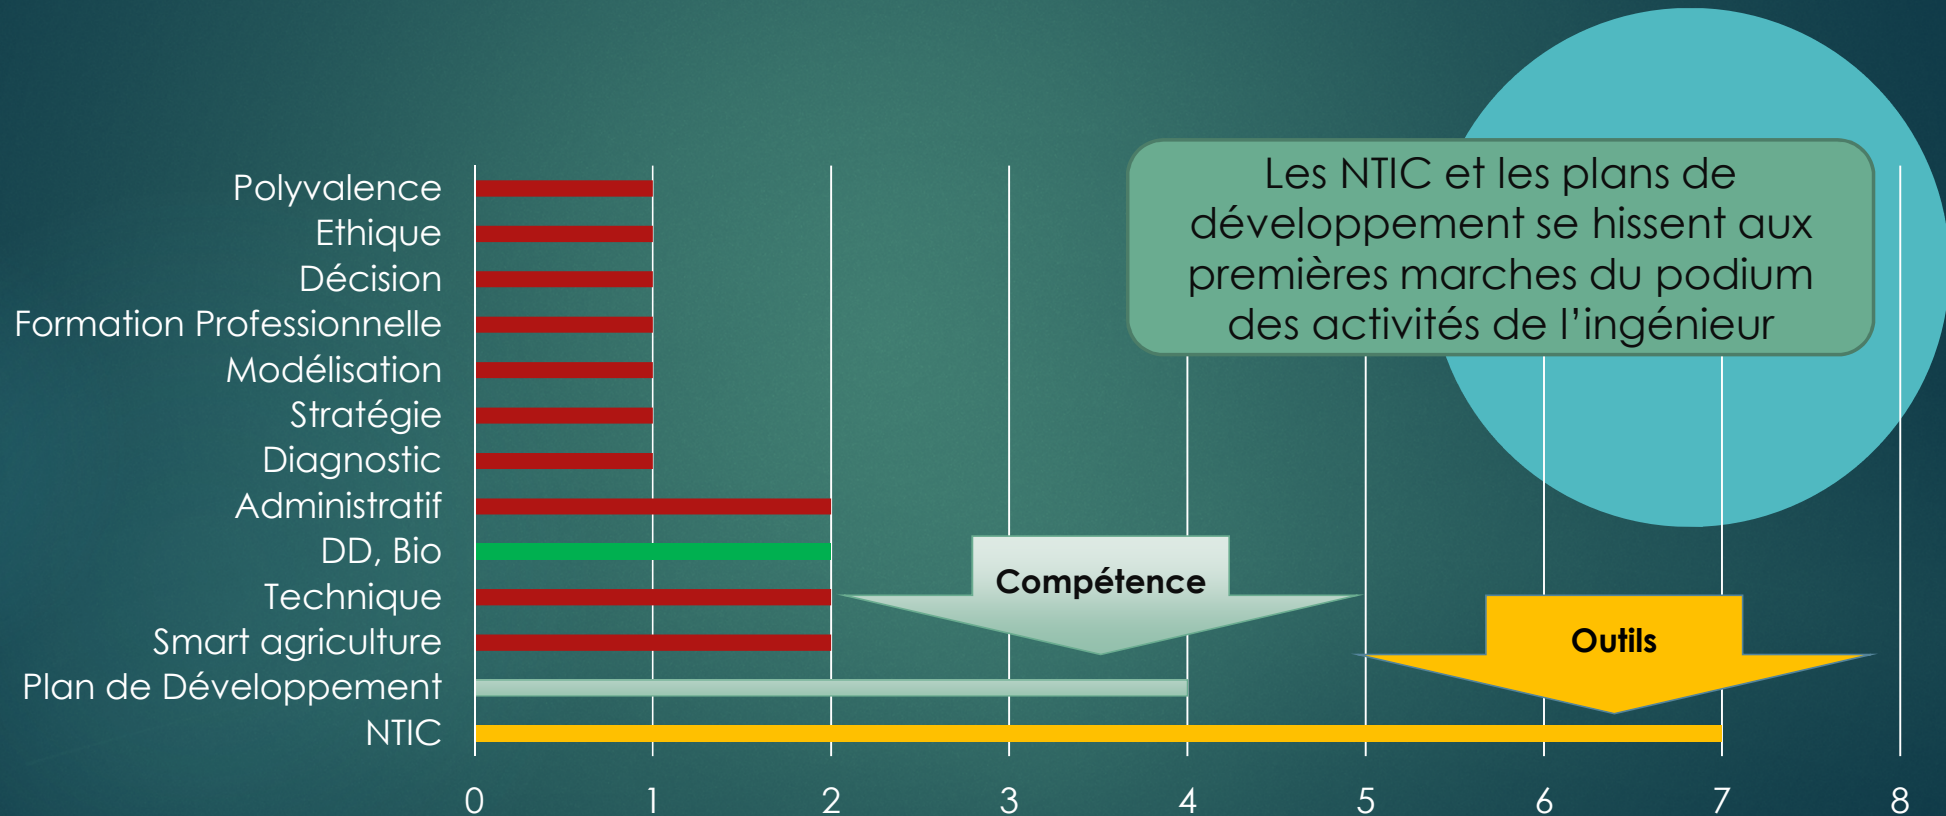 Les NTIC et les plans de
développement se hissent aux
premières marches du podium
des activités de l’ingénieur
Polyvalence
Ethique
Décision
Formation Professionnelle
Modélisation
Stratégie
Diagnostic
Administratif
DD, Bio
Technique
Smart agriculture
Plan de Développement
NTIC
Compétence
Outils
0 1 2 3 4 5 6 7 8